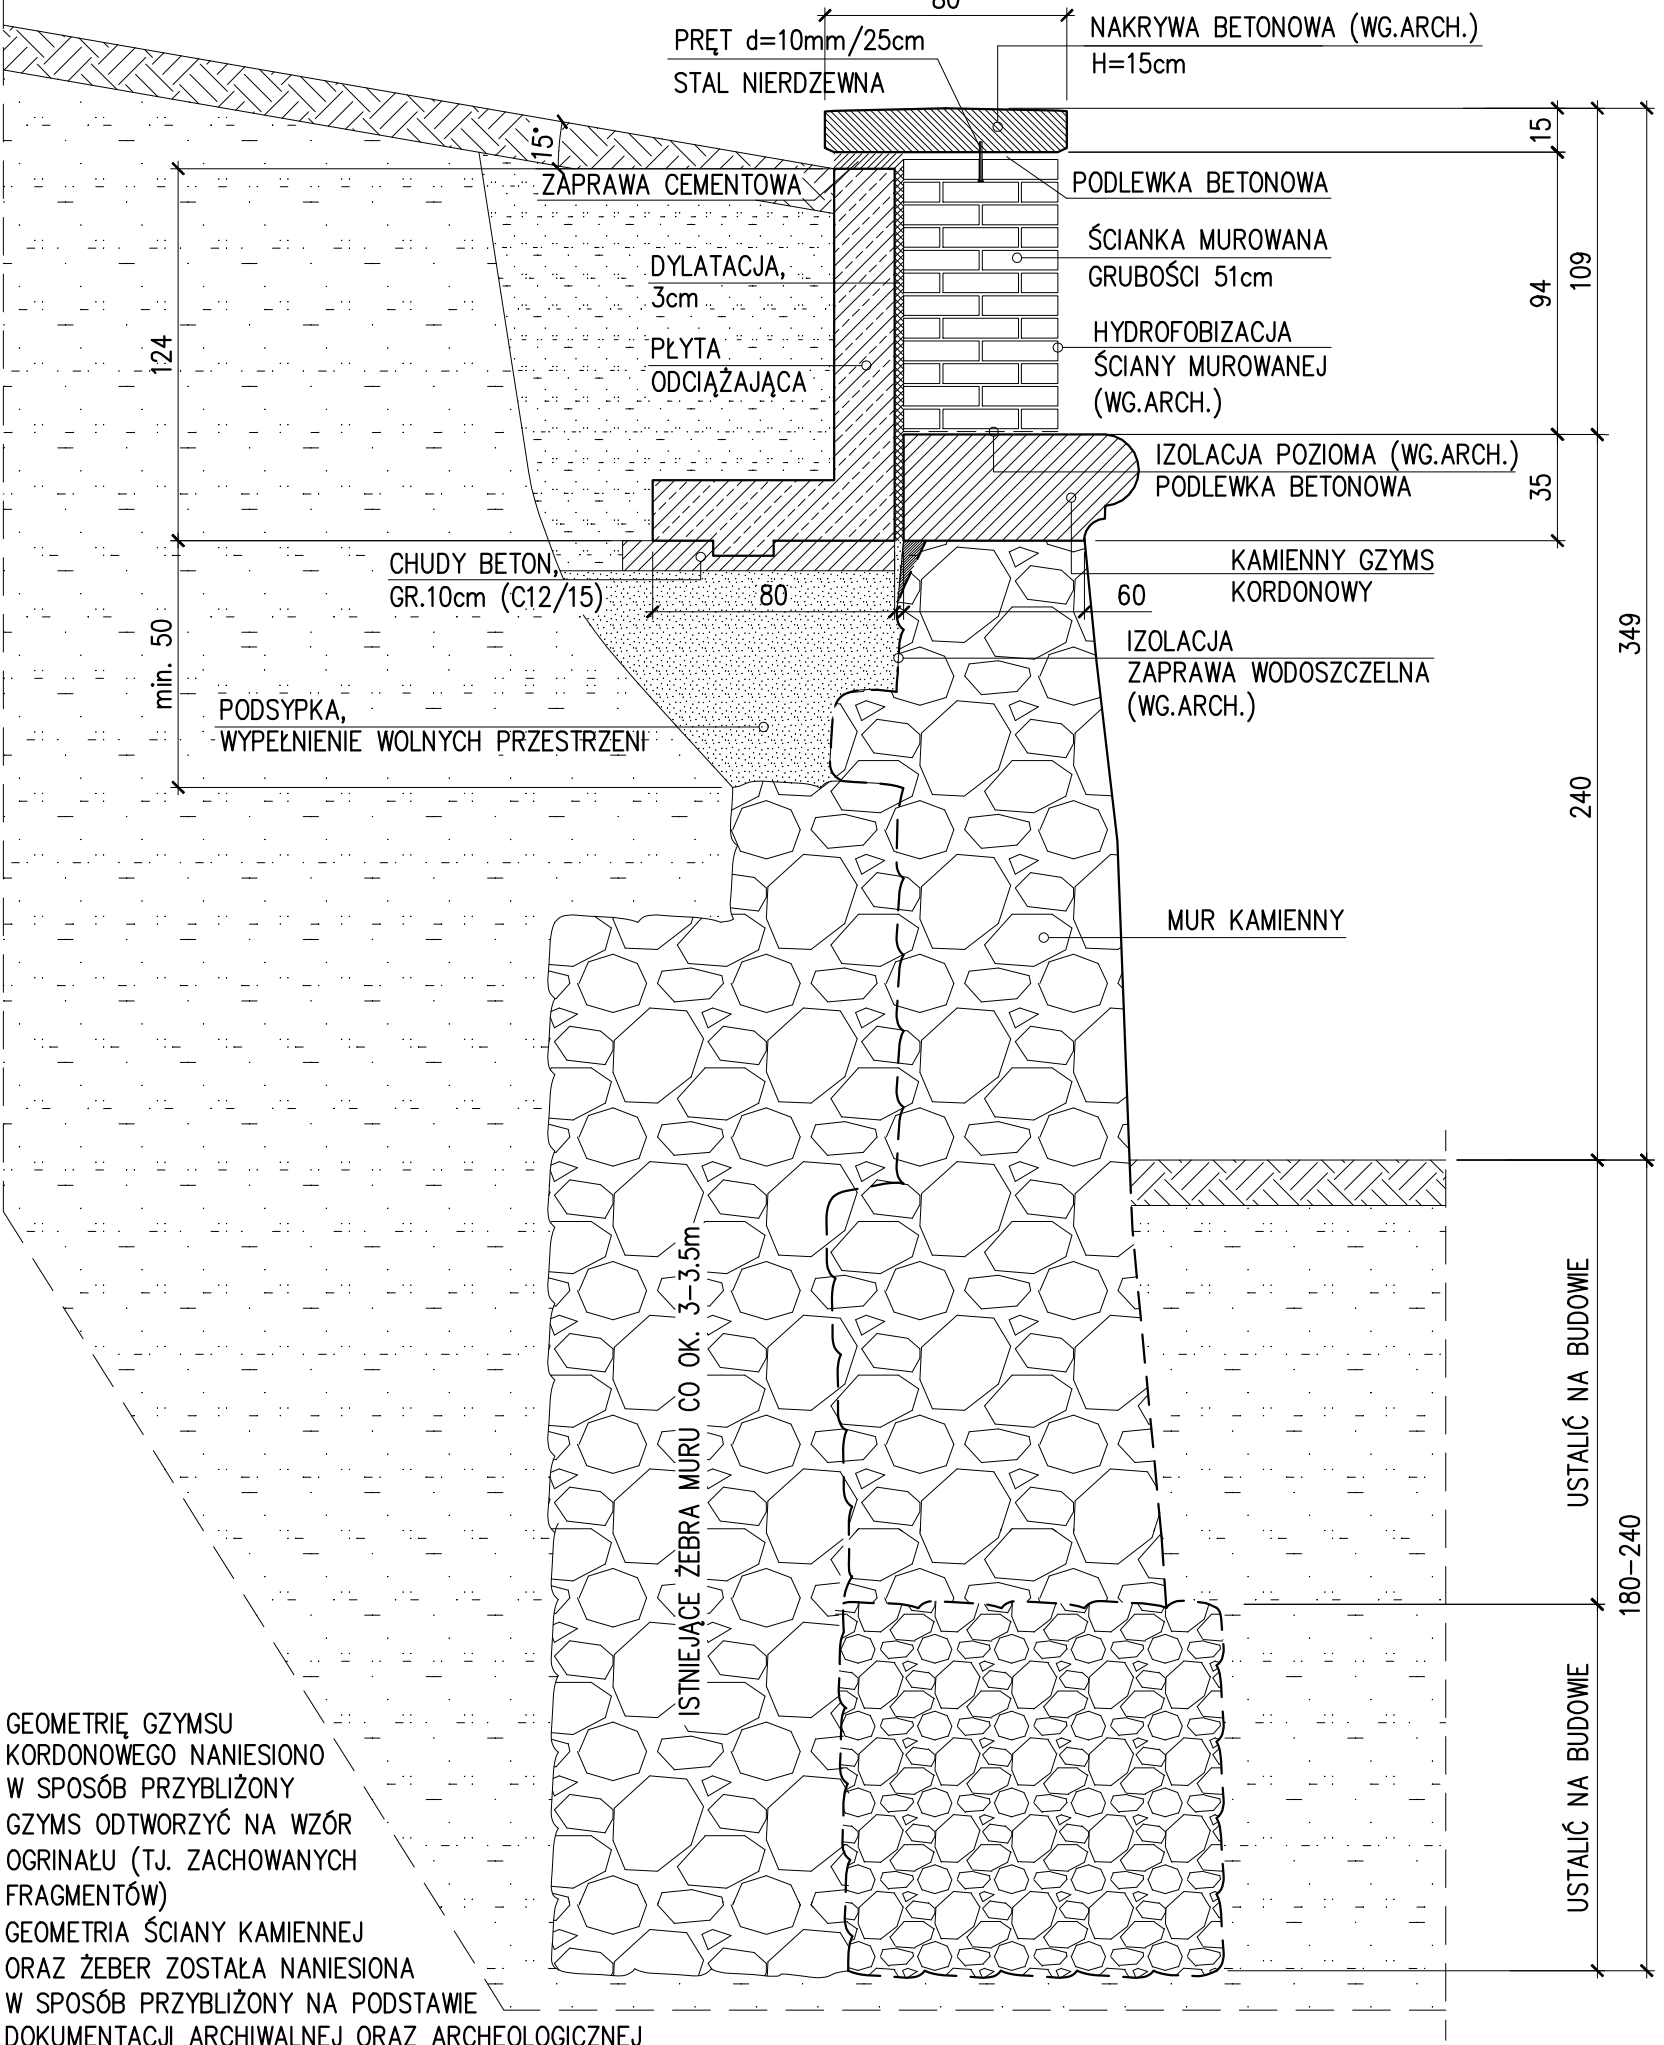 80
PRĘT d=10mm/25cm
STAL NIERDZEWNA
NAKRYWA BETONOWA (WG.ARCH.)
H=15cm
15
15°
ZAPRAWA CEMENTOWA
PODLEWKA BETONOWA
ŚCIANKA MUROWANA
GRUBOŚCI 51cm
DYLATACJA,
3cm
109
94
124
HYDROFOBIZACJA
ŚCIANY MUROWANEJ
(WG.ARCH.)
PŁYTA
ODCIĄŻAJĄCA
IZOLACJA POZIOMA (WG.ARCH.)
PODLEWKA BETONOWA
35
CHUDY BETON,
GR.10cm (C12/15)
80
60
KAMIENNY GZYMS
KORDONOWY
IZOLACJA
ZAPRAWA WODOSZCZELNA
(WG.ARCH.)
349
min. 50
PODSYPKA,
WYPEŁNIENIE WOLNYCH PRZESTRZENI
240
MUR KAMIENNY
ISTNIEJĄCE ŻEBRA MURU CO OK. 3-3.5m
USTALIĆ NA BUDOWIE
180-240
USTALIĆ NA BUDOWIE
GEOMETRIĘ GZYMSU
KORDONOWEGO NANIESIONO
W SPOSÓB PRZYBLIŻONY
GZYMS ODTWORZYĆ NA WZÓR
OGRINAŁU (TJ. ZACHOWANYCH
FRAGMENTÓW)
GEOMETRIA ŚCIANY KAMIENNEJ
ORAZ ŻEBER ZOSTAŁA NANIESIONA
W SPOSÓB PRZYBLIŻONY NA PODSTAWIE
DOKUMENTACJI ARCHIWALNEJ ORAZ ARCHEOLOGICZNEJ